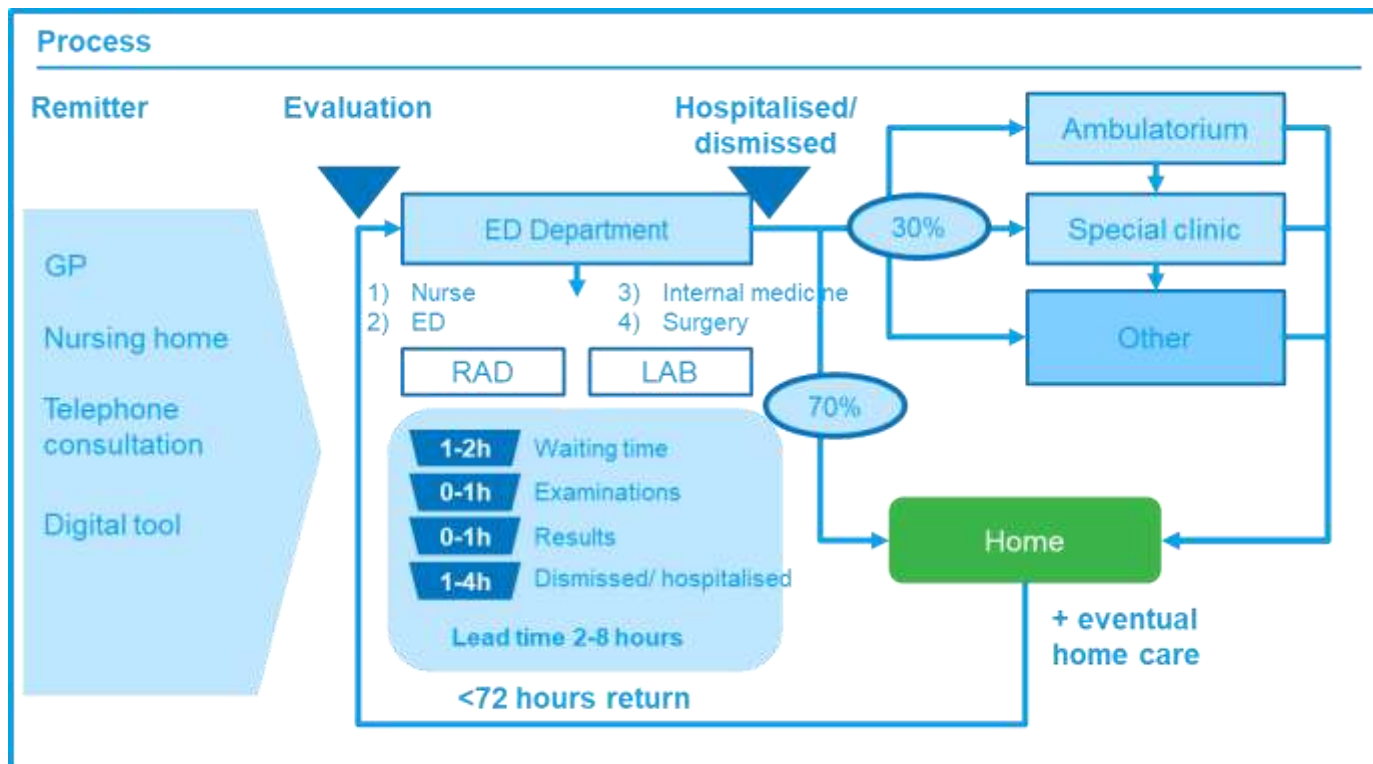 Process
Remitter
Evaluation
Hospitalised/
dismissed
GP
Nursing home
Telephone
consultation
Digital tool
ED Department
1) Nurse
2) ED
3) Internal medicine
4) Surgery
RAD
LAB
1-2h Waiting time
0-1h Examinations
0-1h Results
1-4h Dismissed/ hospitalised
Lead time 2-8 hours
<72 hours return
30%
70%
Ambulatorium
Special clinic
Other
Home
+ eventual
home care